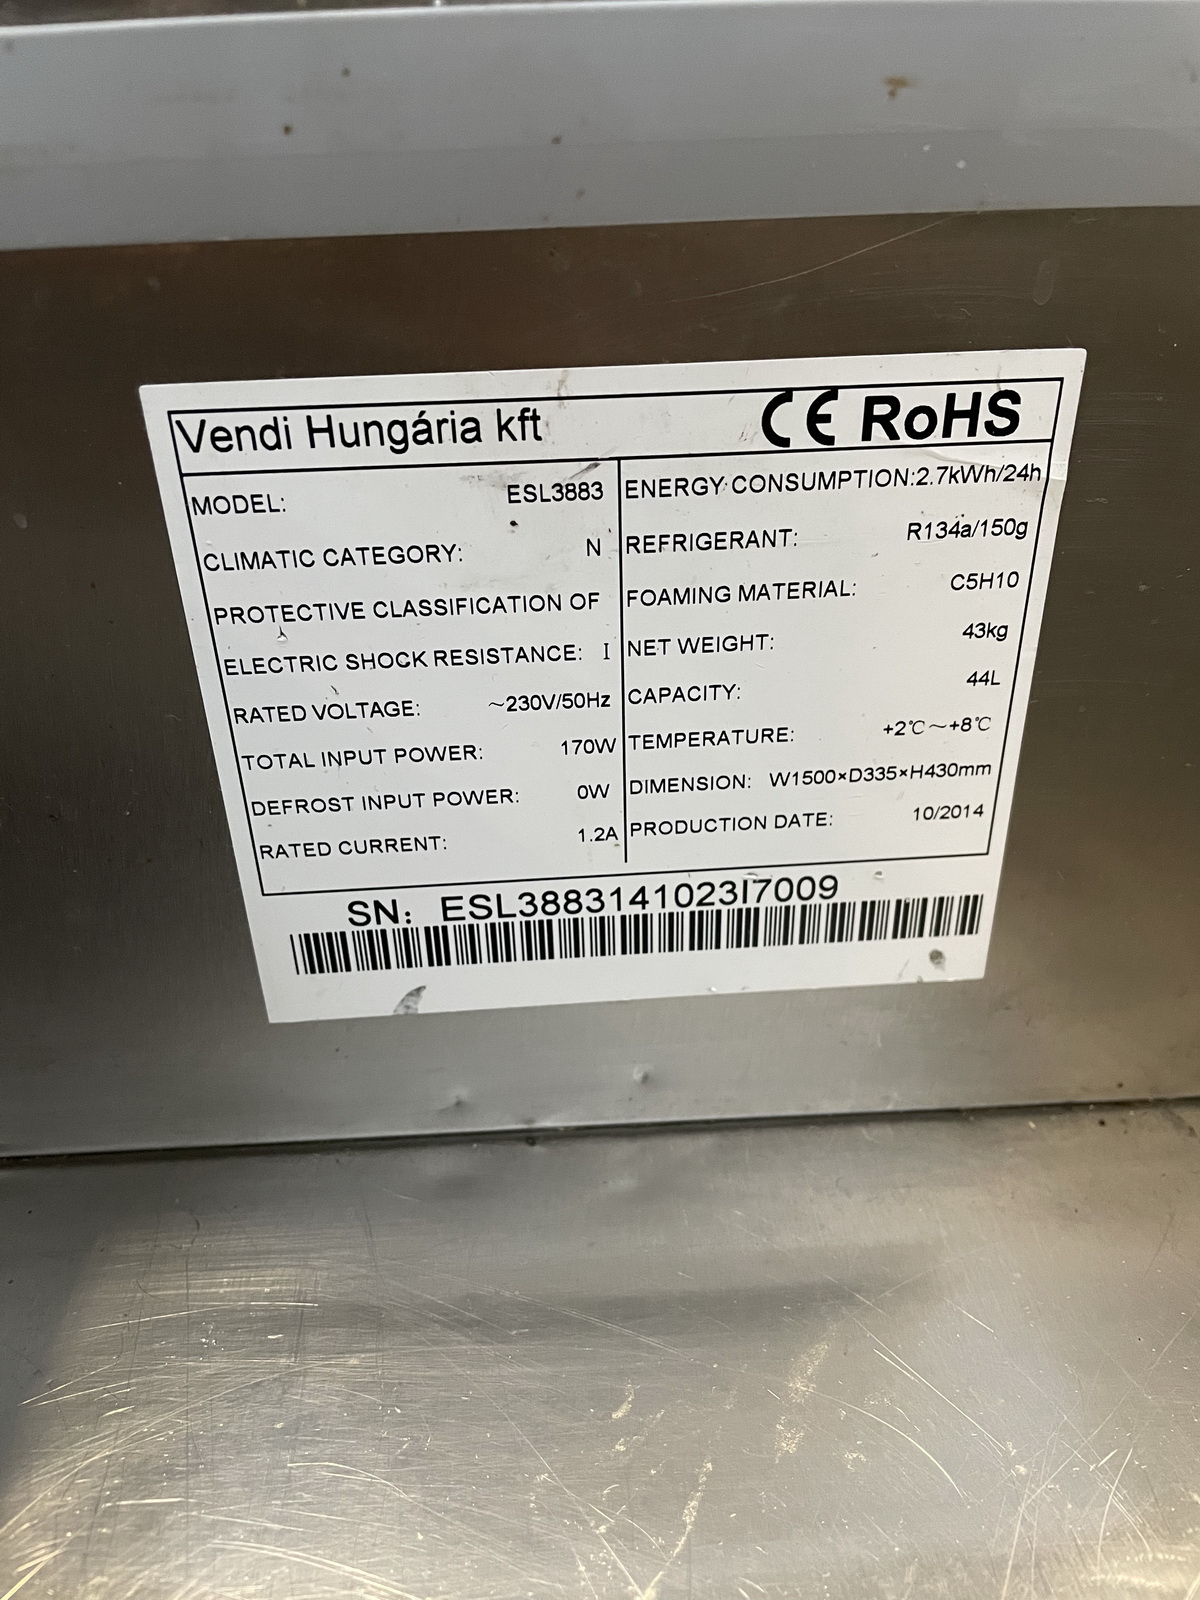 Vendi Hungária kft CE RoHS
MODEL: ESL3883
CLIMATIC CATEGORY: N
PROTECTIVE CLASSIFICATION OF
ELECTRIC SHOCK RESISTANCE: I
RATED VOLTAGE: ~230V/50Hz
TOTAL INPUT POWER: 170W
DEFROST INPUT POWER: 0W
RATED CURRENT: 1.2A
ENERGY CONSUMPTION:2.7kWh/24h
REFRIGERANT: R134a/150g
FOAMING MATERIAL: C5H10
NET WEIGHT: 43kg
CAPACITY: 44L
TEMPERATURE: +2℃~+8℃
DIMENSION: W1500×D335×H430mm
PRODUCTION DATE: 10/2014
SN: ESL3883141023I7009